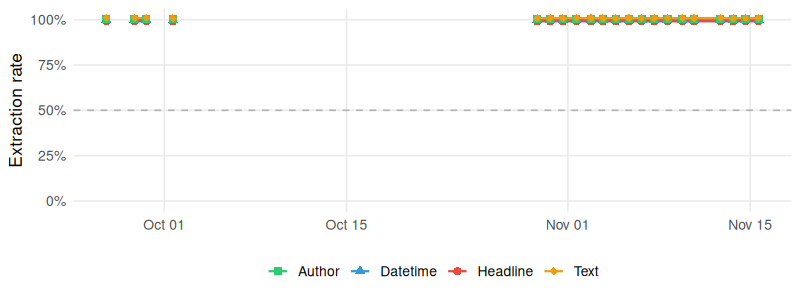 Extraction rate
100%
75%
50%
25%
0%
Oct 01 Oct 15 Nov 01 Nov 15
Author Datetime Headline Text